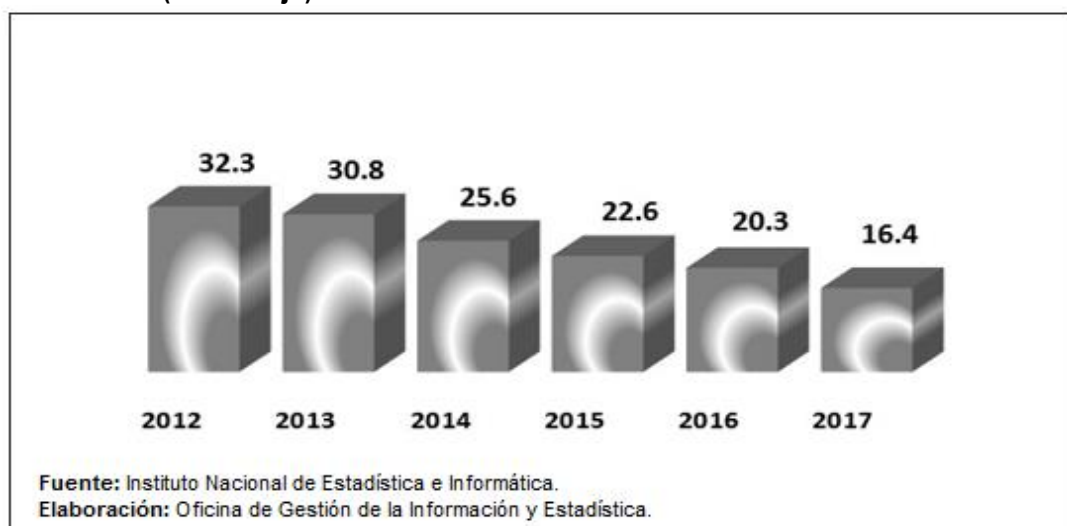 32.3
30.8
25.6
22.6
20.3
16.4
2012 2013 2014 2015 2016 2017
Fuente: Instituto Nacional de Estadística e Informática.
Elaboración: Oficina de Gestión de la Información y Estadística.